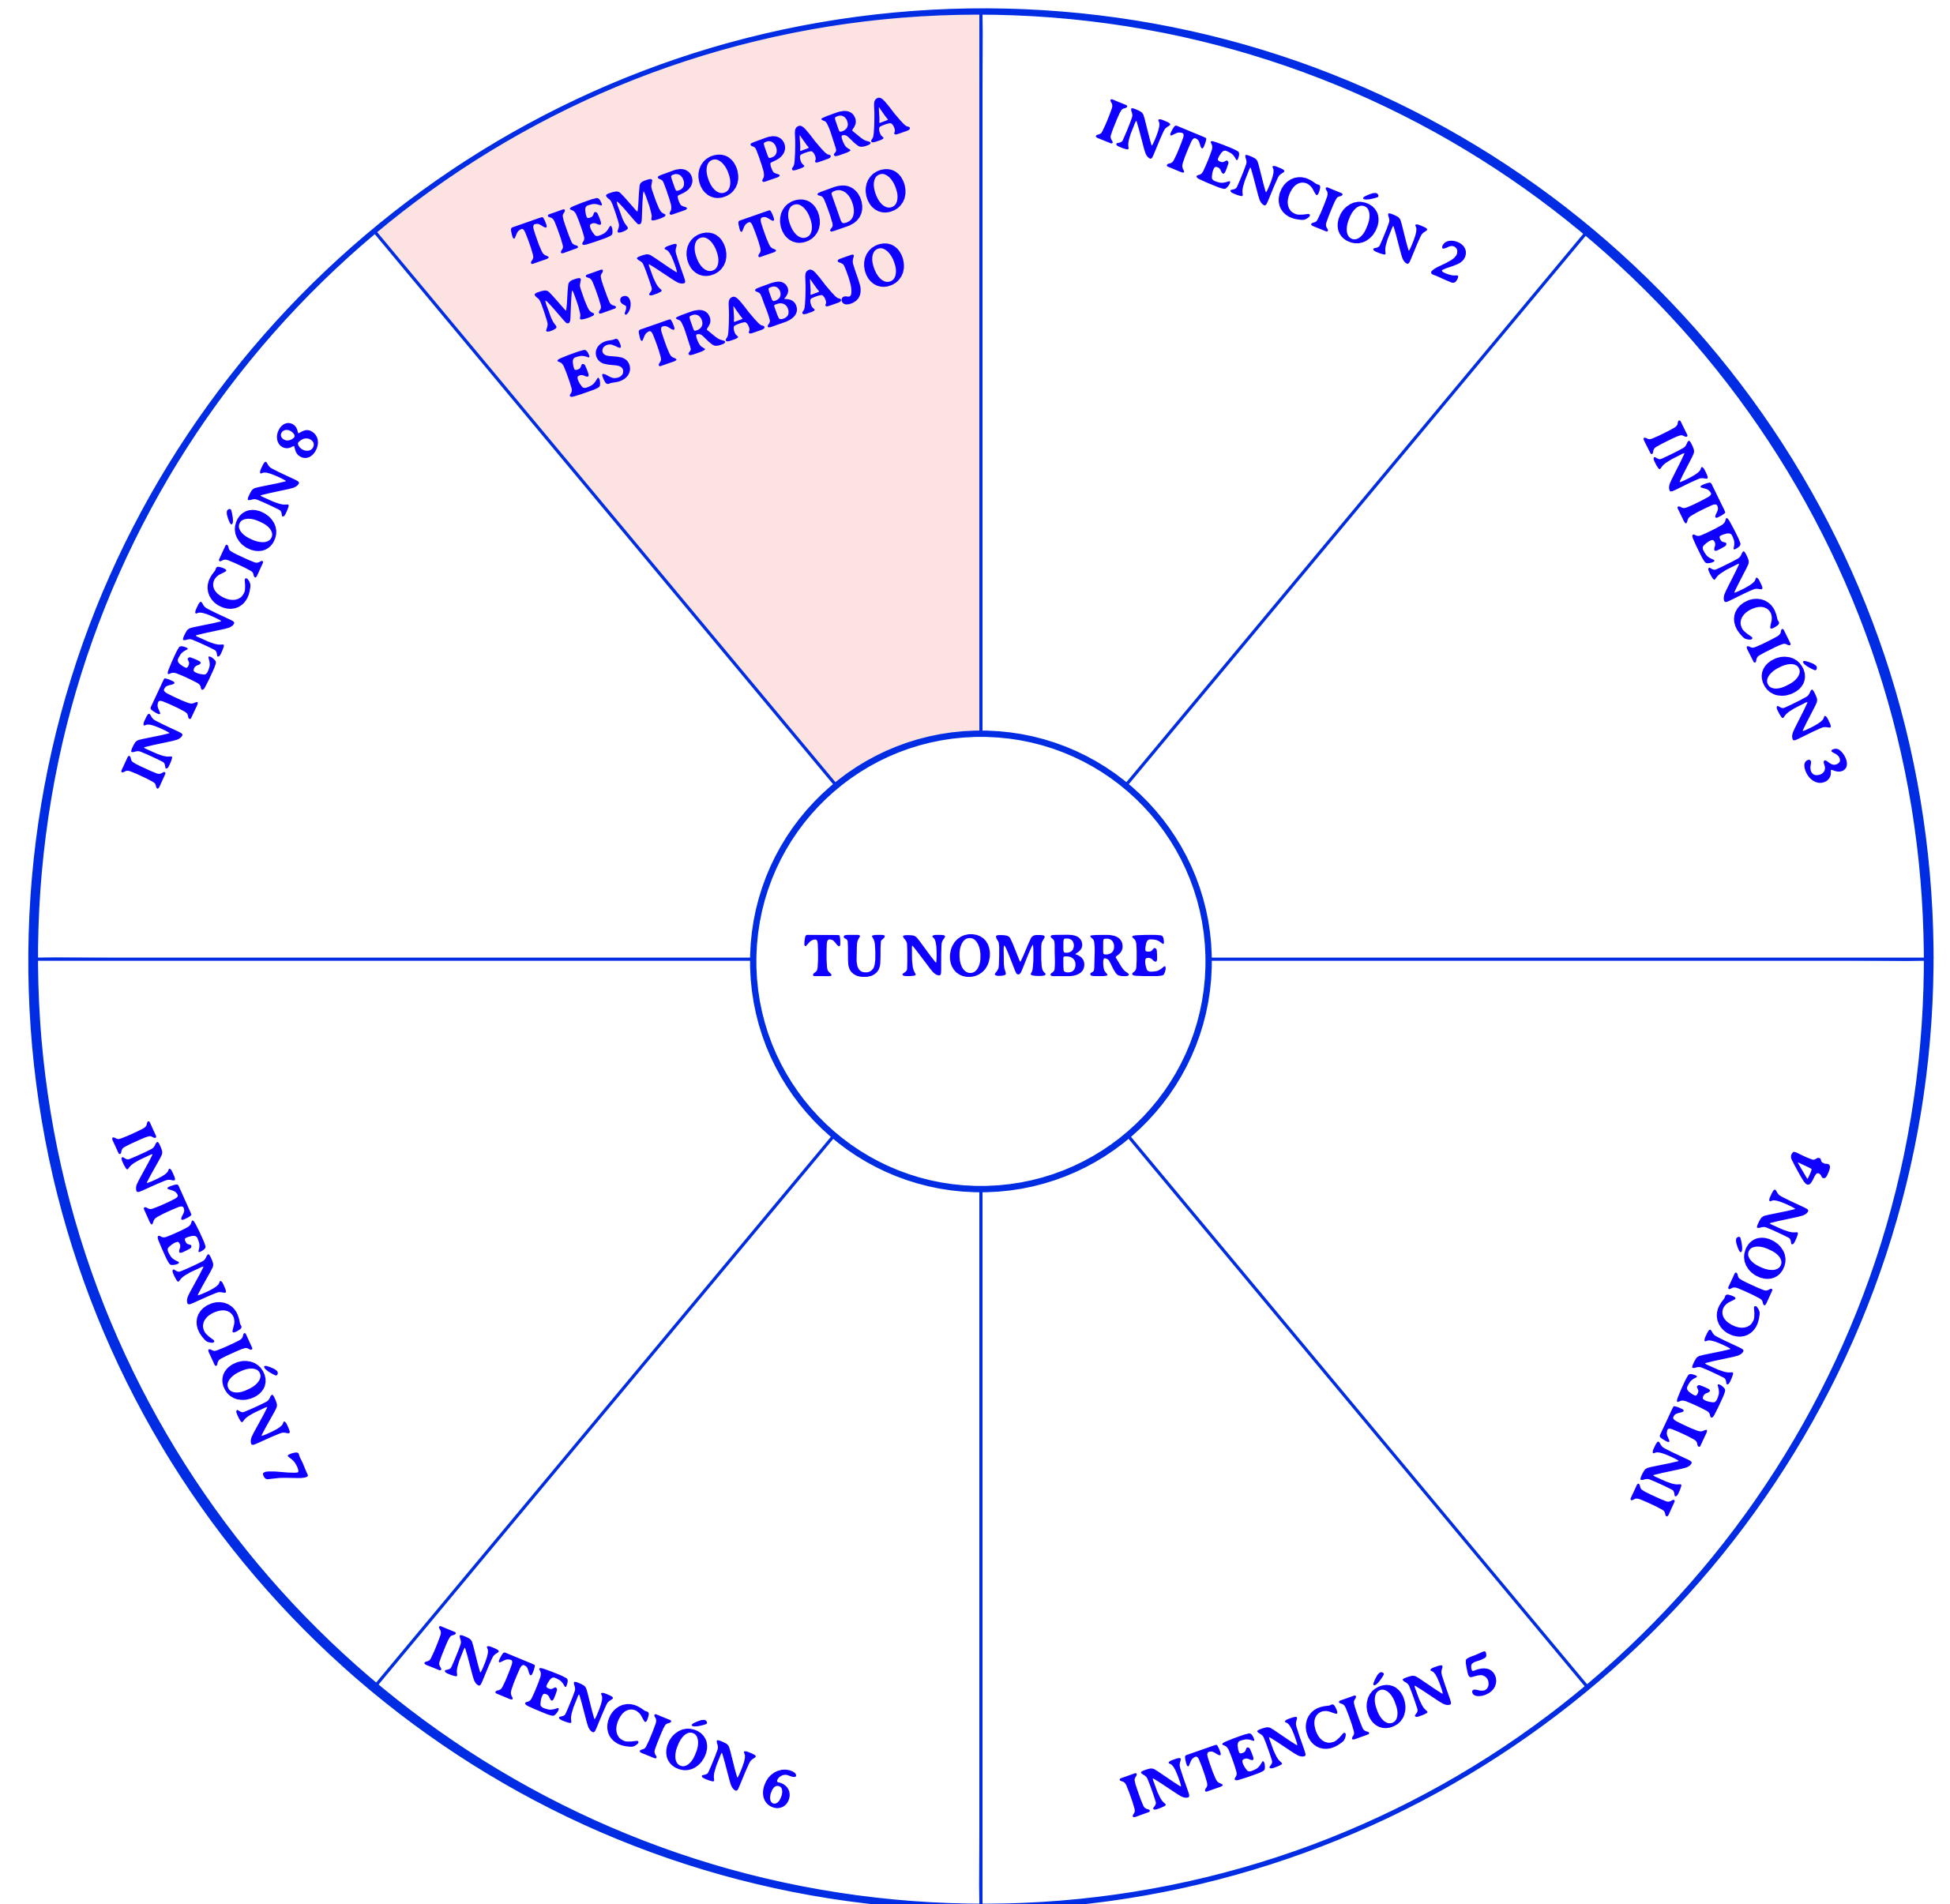 TIEMPO PARA
MI, NO TODO
ES TRABAJO
INTENCIÓN 2
INTENCIÓN 3
INTENCIÓN 4
INTENCIÓN 5
INTENCIÓN 6
INTENCIÓN 7
INTENCIÓN 8
TU NOMBRE